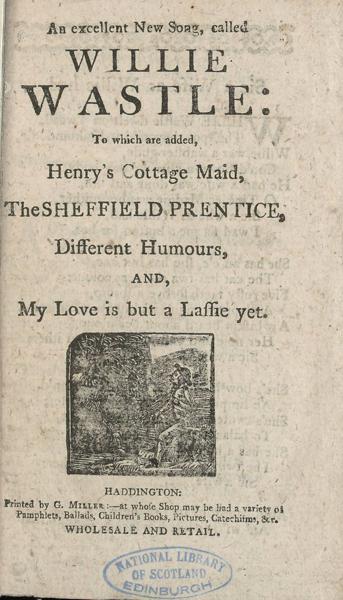 An excellent New Song, called
WILLIE
WASTLE:
To which are added,
Henry's Cottage Maid,
The SHEFFIELD PRENTICE,
Different Humours,
AND,
My Love is but a Laſſie yet.
HADDINGTON:
Printed by G. MILLER:—at whose Shop may be had a variety of
Pamphlets, Ballads, Children's Books, Pictures, Catechiſms, &c.
WHOLESALE AND RETAIL.
NATIONAL LIBRARY
OF SCOTLAND
EDINBURGH